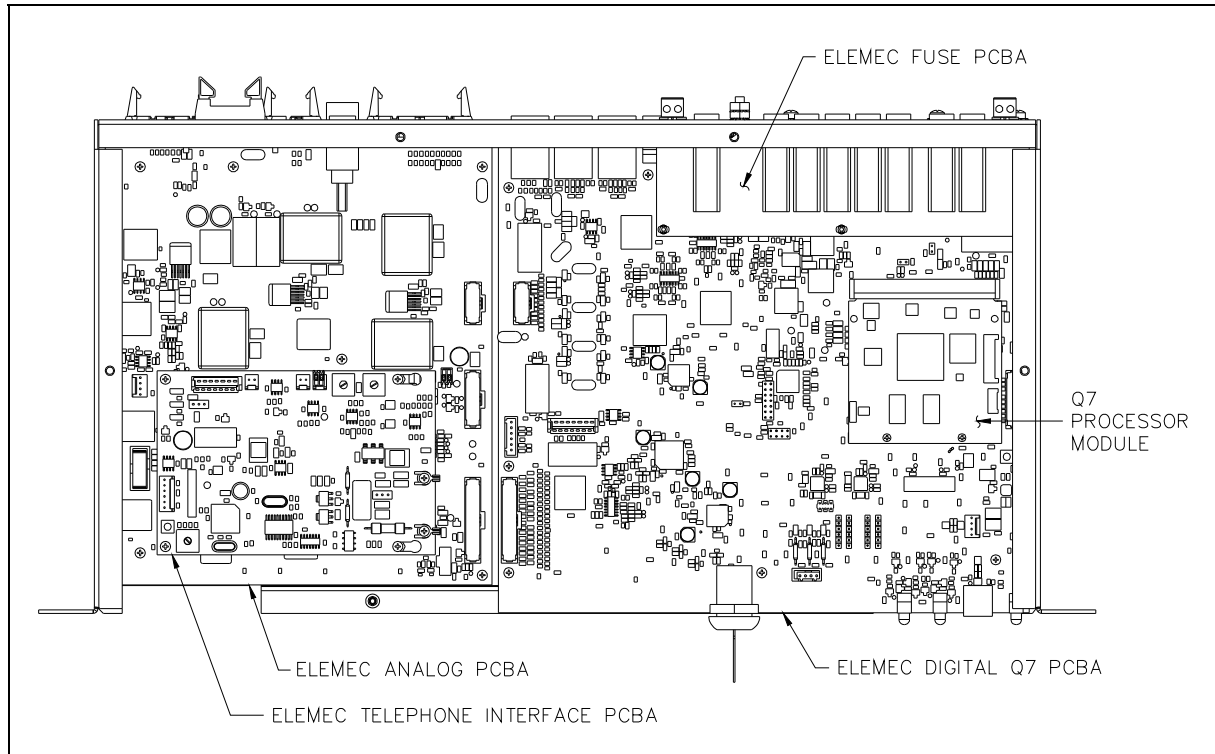 ELEMEC FUSE PCBA
Q7
PROCESSOR
MODULE
ELEMEC ANALOG PCBA
ELEMEC DIGITAL Q7 PCBA
ELEMEC TELEPHONE INTERFACE PCBA